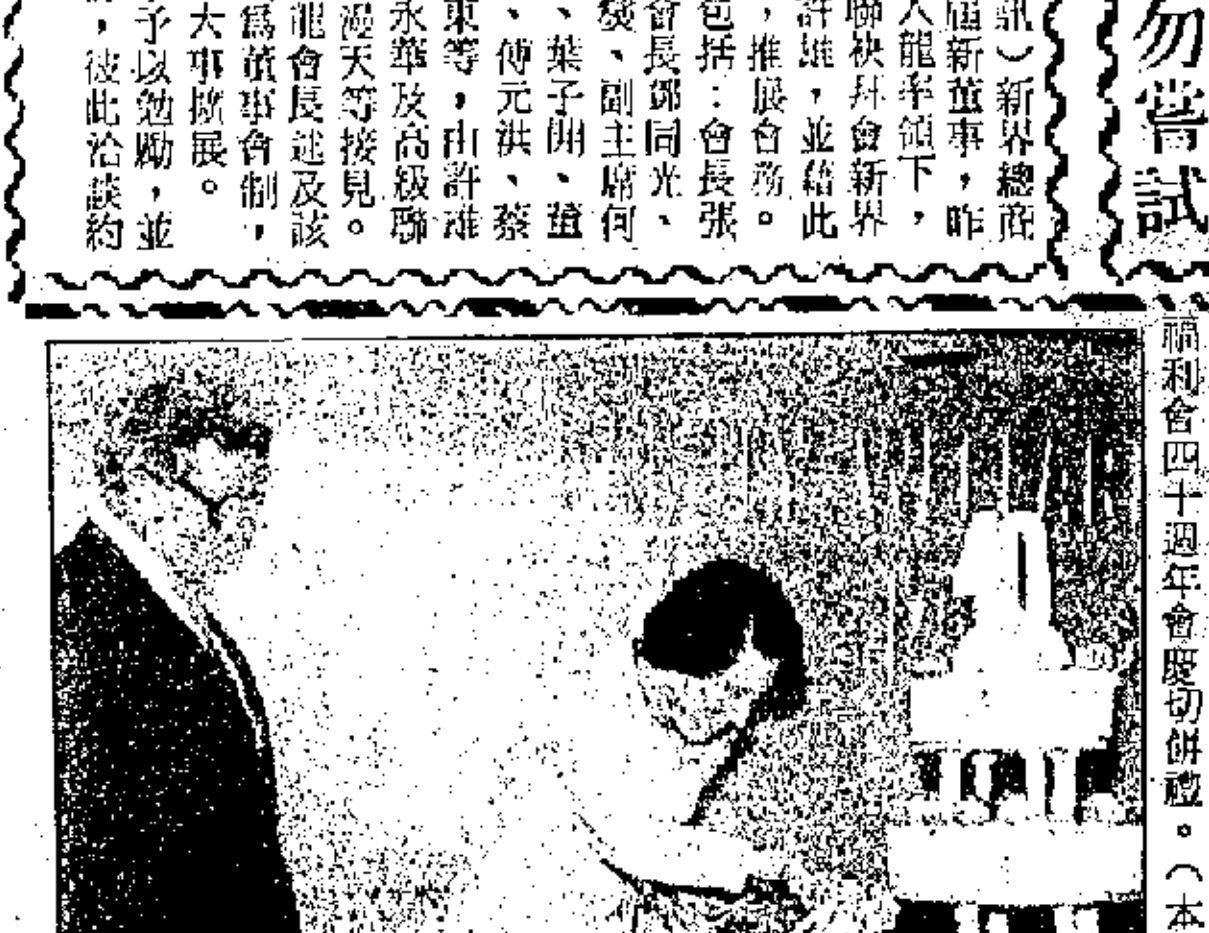 勿嘗試
訊）新界總商
屆新董事，昨
人龍率領下，
聯袂拜會新界
許雄，並藉此
，推展會務。
包括：會長張
會長鄧同光、
、副主席何
、葉子開、董
、傅元洪、蔡
東等，由許雄
永華及高級聯
漫天等接見。
龍會長述及該
爲董事會制，
大事擴展。
予以勉勵，並
，彼此洽談約
福利會四十週年會慶切餅禮。（本